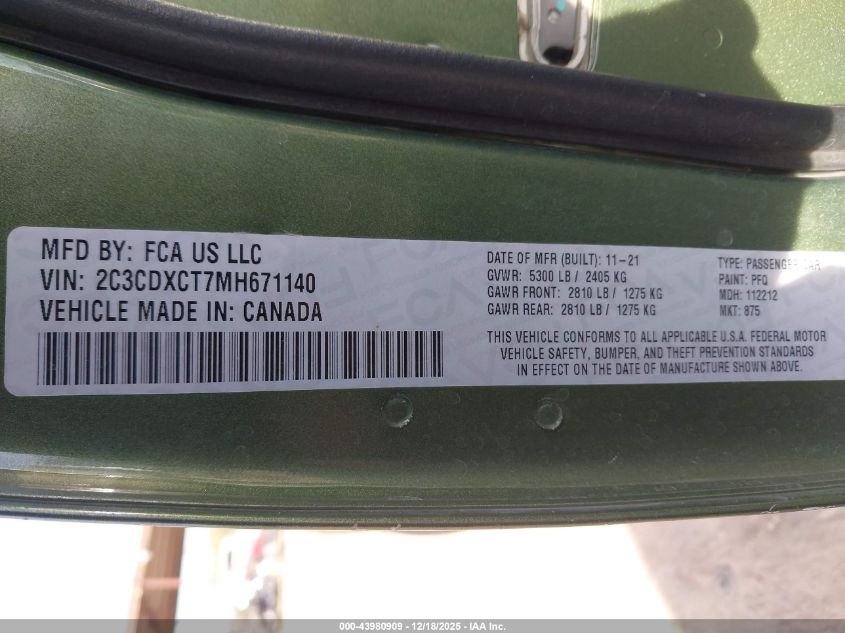 MFD BY: FCA US LLC
VIN: 2C3CDXCT7MH671140
VEHICLE MADE IN: CANADA
DATE OF MFR (BUILT): 11-21
GVWR: 5300 LB / 2405 KG
GAWR FRONT: 2810 LB / 1275 KG
GAWR REAR: 2810 LB / 1275 KG
TYPE: PASSENGER CAR
PAINT: PFQ
MDH: 112212
MKT: 875
THIS VEHICLE CONFORMS TO ALL APPLICABLE U.S.A. FEDERAL MOTOR
VEHICLE SAFETY, BUMPER, AND THEFT PREVENTION STANDARDS
IN EFFECT ON THE DATE OF MANUFACTURE SHOWN ABOVE.
000-43980909 - 12/18/2025 - IAA Inc.